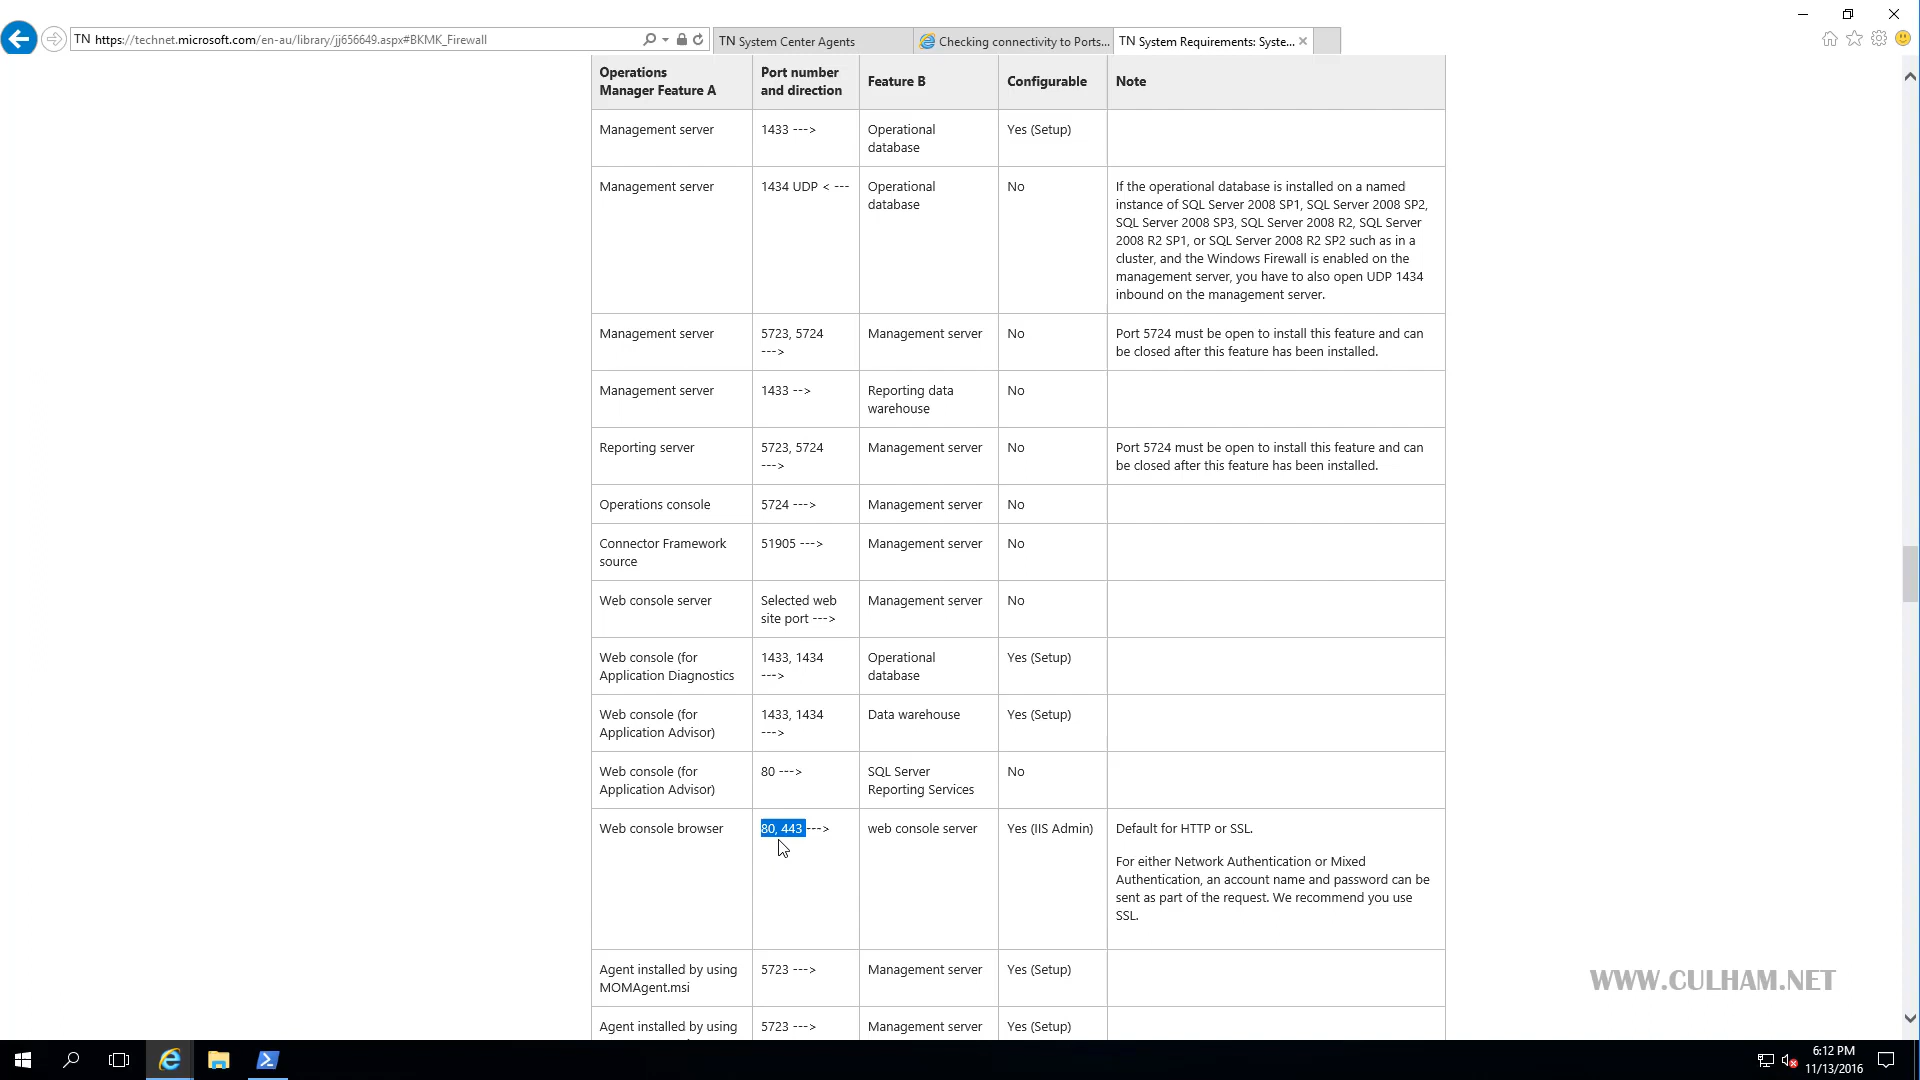 TN https://technet.microsoft.com/en-au/library/jj656649.aspx#BKMK_Firewall
TN System Center Agents
Checking connectivity to Ports...
TN System Requirements: Syste...
Operations
Manager Feature A
Port number
and direction
Feature B
Configurable
Note
Management server
1433 --->
Operational
database
Yes (Setup)
Management server
1434 UDP < ---
Operational
database
No
If the operational database is installed on a named
instance of SQL Server 2008 SP1, SQL Server 2008 SP2,
SQL Server 2008 SP3, SQL Server 2008 R2, SQL Server
2008 R2 SP1, or SQL Server 2008 R2 SP2 such as in a
cluster, and the Windows Firewall is enabled on the
management server, you have to also open UDP 1434
inbound on the management server.
Management server
5723, 5724
--->
Management server
No
Port 5724 must be open to install this feature and can
be closed after this feature has been installed.
Management server
1433 -->
Reporting data
warehouse
No
Reporting server
5723, 5724
--->
Management server
No
Port 5724 must be open to install this feature and can
be closed after this feature has been installed.
Operations console
5724 --->
Management server
No
Connector Framework
source
51905 --->
Management server
No
Web console server
Selected web
site port --->
Management server
No
Web console (for
Application Diagnostics
1433, 1434
--->
Operational
database
Yes (Setup)
Web console (for
Application Advisor)
1433, 1434
--->
Data warehouse
Yes (Setup)
Web console (for
Application Advisor)
80 --->
SQL Server
Reporting Services
No
Web console browser
80, 443 --->
web console server
Yes (IIS Admin)
Default for HTTP or SSL.
For either Network Authentication or Mixed
Authentication, an account name and password can be
sent as part of the request. We recommend you use
SSL.
Agent installed by using
MOMAgent.msi
5723 --->
Management server
Yes (Setup)
Agent installed by using
5723 --->
Management server
Yes (Setup)
WWW.CULHAM.NET
6:12 PM
11/13/2016